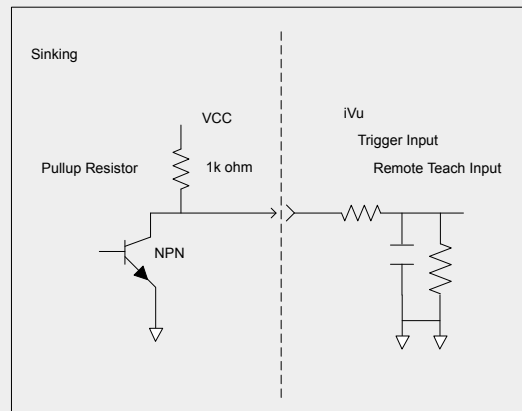 Sinking
VCC
Pullup Resistor
1k ohm
NPN
iVu
Trigger Input
Remote Teach Input